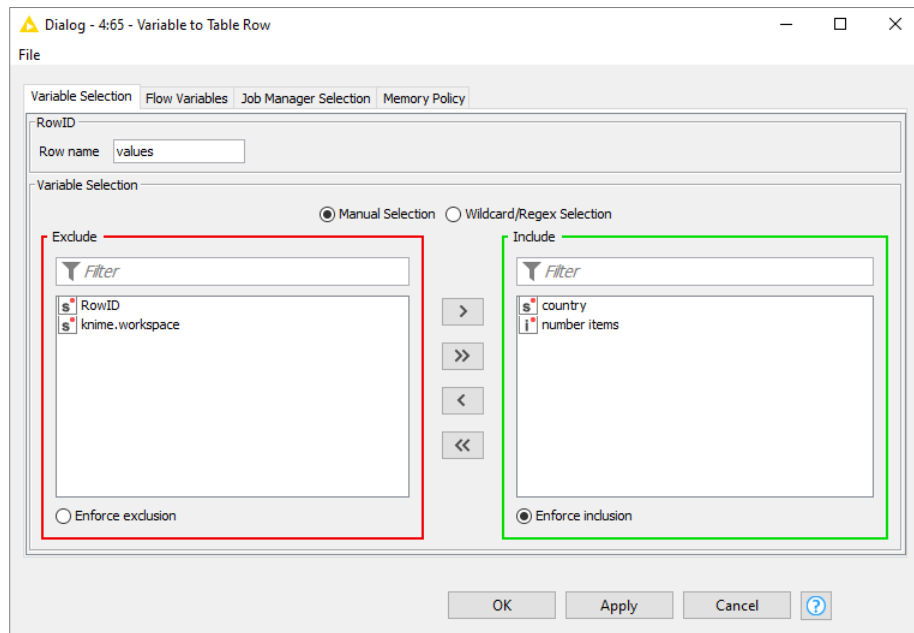 Dialog - 4:65 - Variable to Table Row
File
Variable Selection Flow Variables Job Manager Selection Memory Policy
RowID
Row name values
Variable Selection
Manual Selection Wildcard/Regex Selection
Exclude Include
Filter Filter
s RowID s country
s knime.workspace i number items
>
>>
<
<<
Enforce exclusion Enforce inclusion
OK Apply Cancel ?